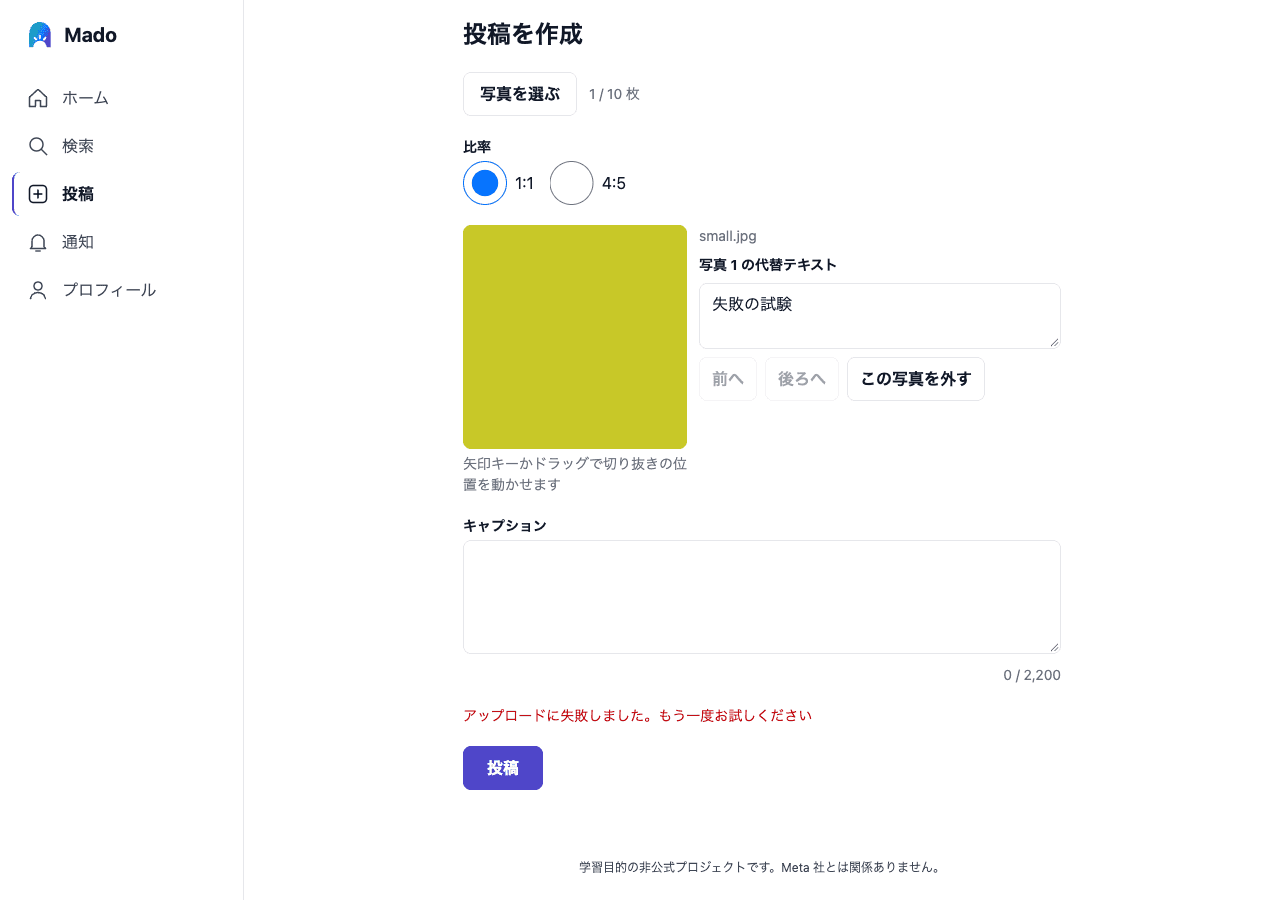 Mado
ホーム
検索
投稿
通知
プロフィール
投稿を作成
写真を選ぶ
1 / 10 枚
比率
1:1
4:5
small.jpg
写真 1 の代替テキスト
失敗の試験
前へ
後ろへ
この写真を外す
矢印キーかドラッグで切り抜きの位
置を動かせます
キャプション
0 / 2,200
アップロードに失敗しました。もう一度お試しください
投稿
学習目的の非公式プロジェクトです。Meta 社とは関係ありません。